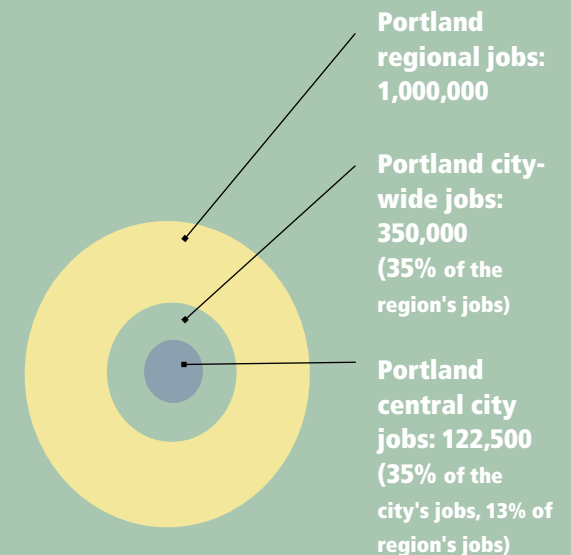 Portland
regional jobs:
1,000,000
Portland city-
wide jobs:
350,000
(35% of the
region's jobs)
Portland
central city
jobs: 122,500
(35% of the
city's jobs, 13% of
region's jobs)